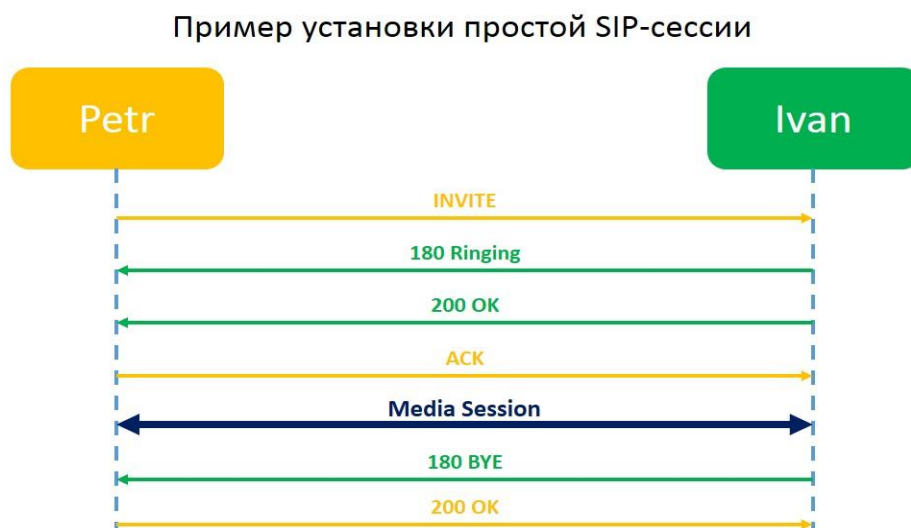 Пример установки простой SIP-сессии
Petr
Ivan
INVITE
180 Ringing
200 OK
ACK
Media Session
180 BYE
200 OK